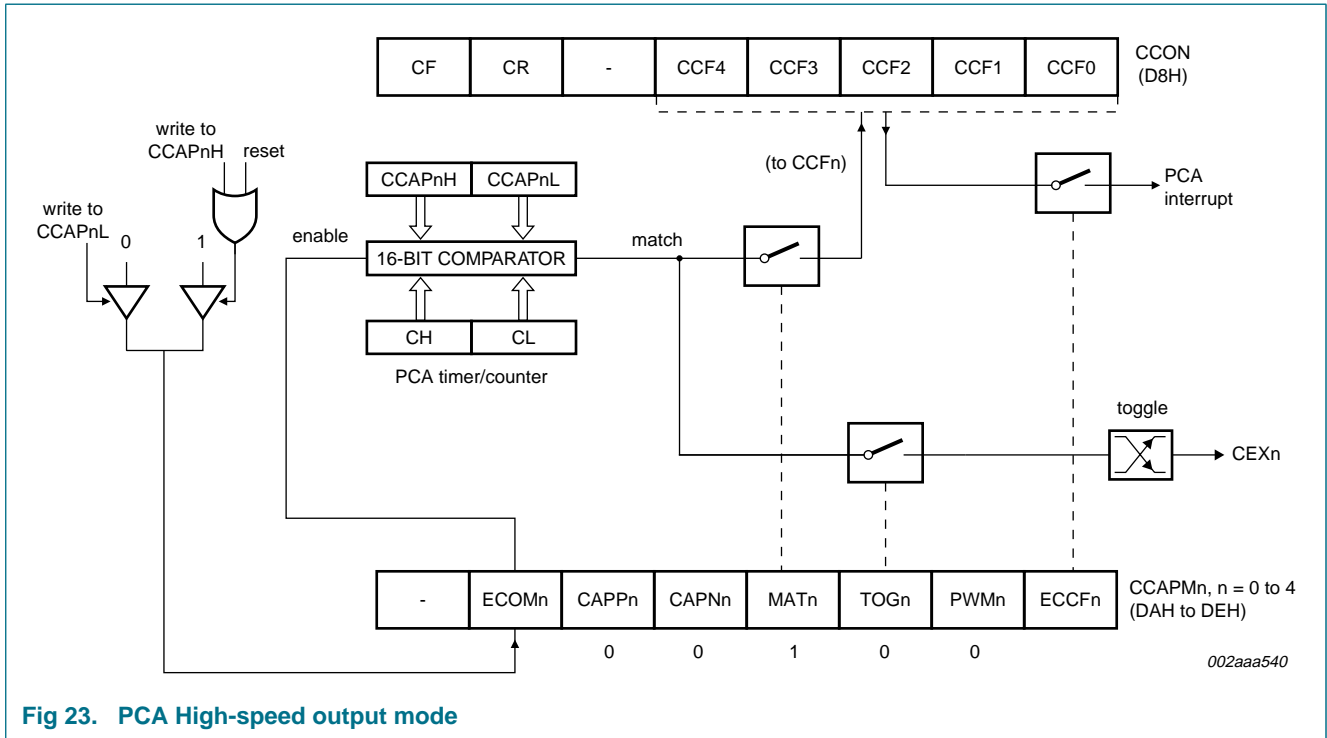 CF CR - CCF4 CCF3 CCF2 CCF1 CCF0
CCON
(D8H)
write to
CCAPnH
reset
write to
CCAPnL
0
1
enable
CCAPnH CCAPnL
16-BIT COMPARATOR
CH CL
PCA timer/counter
match
(to CCFn)
PCA
interrupt
toggle
CEXn
- ECOMn CAPPn CAPNn MATn TOGn PWMn ECCFn
CCAPMn, n = 0 to 4
(DAH to DEH)
0 0 1 0 0
002aaa540
Fig 23. PCA High-speed output mode